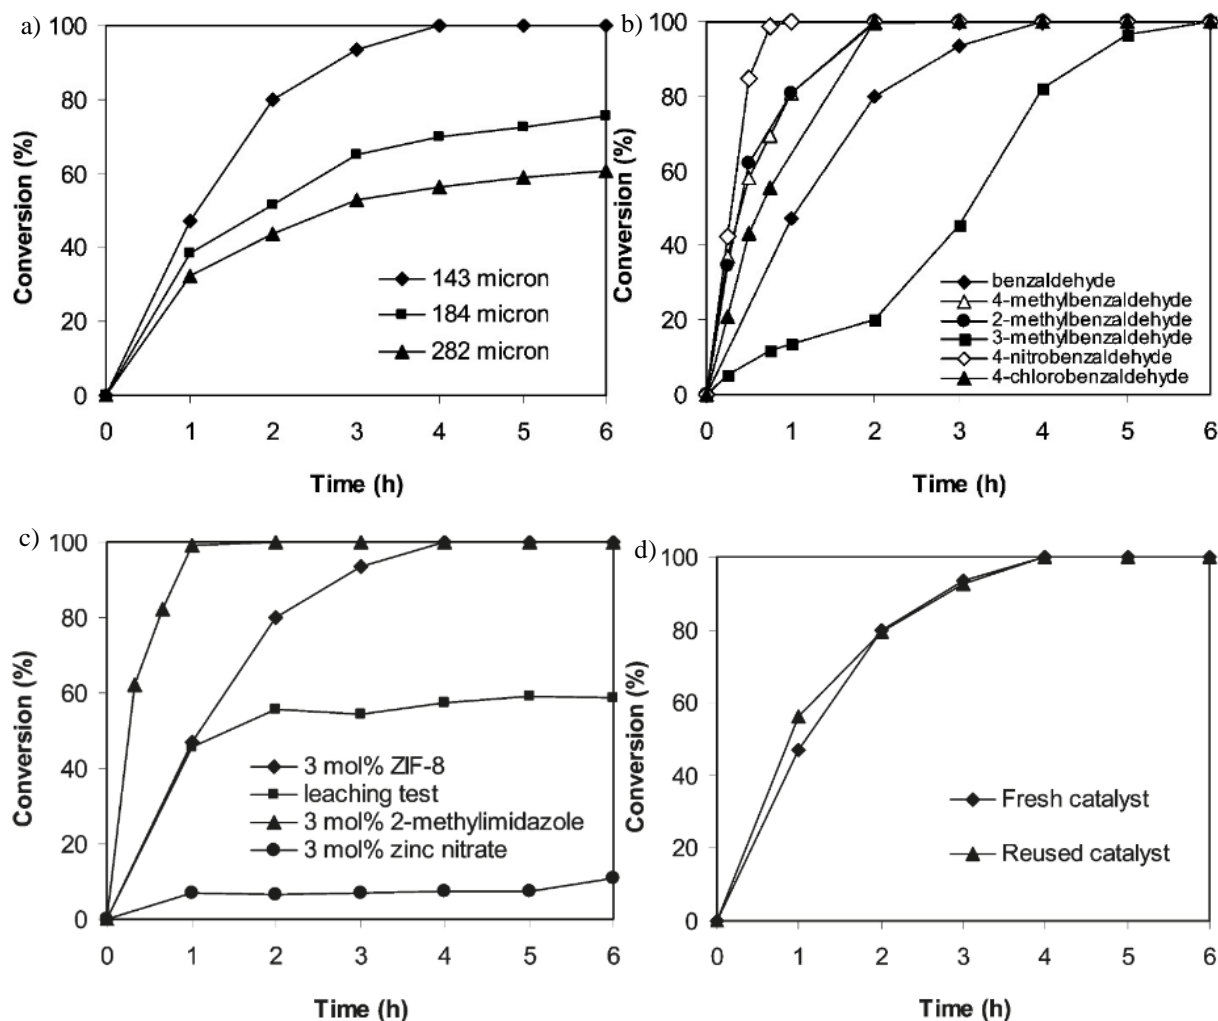 a)
100
80
60
40
20
0
Conversion (%)
143 micron
184 micron
282 micron
0 1 2 3 4 5 6
Time (h)
b)
100
80
60
40
20
0
Conversion (%)
benzaldehyde
4-methylbenzaldehyde
2-methylbenzaldehyde
3-methylbenzaldehyde
4-nitrobenzaldehyde
4-chlorobenzaldehyde
0 1 2 3 4 5 6
Time (h)
c)
100
80
60
40
20
0
Conversion (%)
3 mol% ZIF-8
leaching test
3 mol% 2-methylimidazole
3 mol% zinc nitrate
0 1 2 3 4 5 6
Time (h)
d)
100
80
60
40
20
0
Conversion (%)
Fresh catalyst
Reused catalyst
0 1 2 3 4 5 6
Time (h)